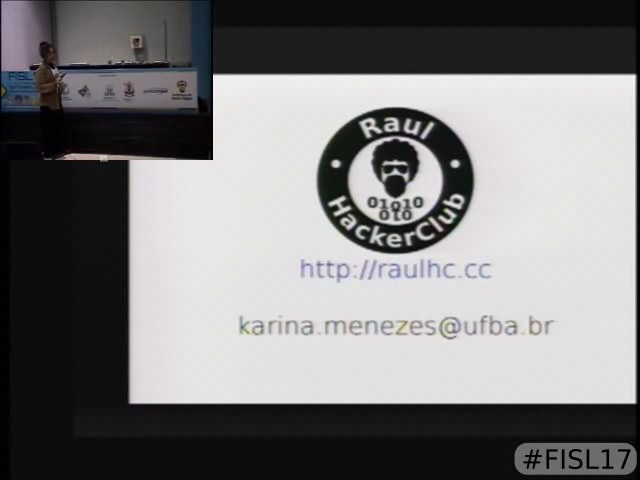 FISL
Raul
01010
010
HackerClub
http://raulhc.cc
karina.menezes@ufba.br
#FISL17